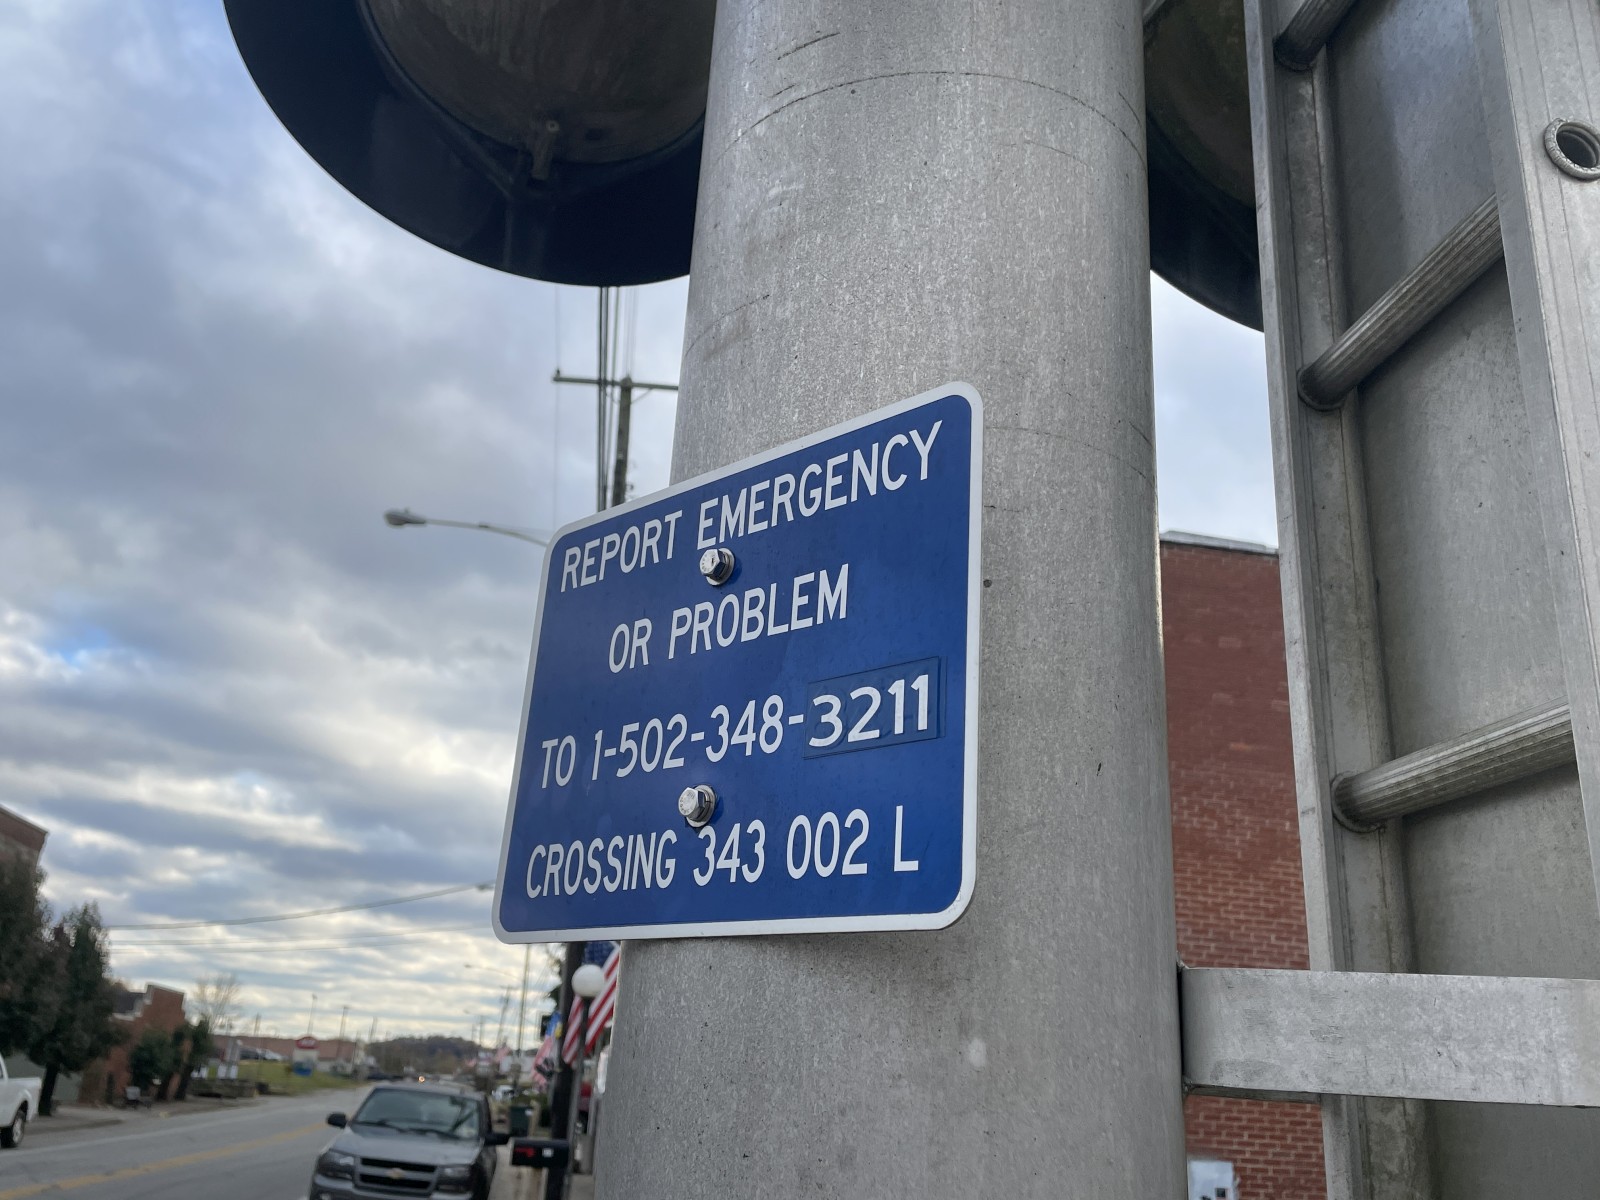 REPORT EMERGENCY
OR PROBLEM
TO 1-502-348-3211
CROSSING 343 002 L